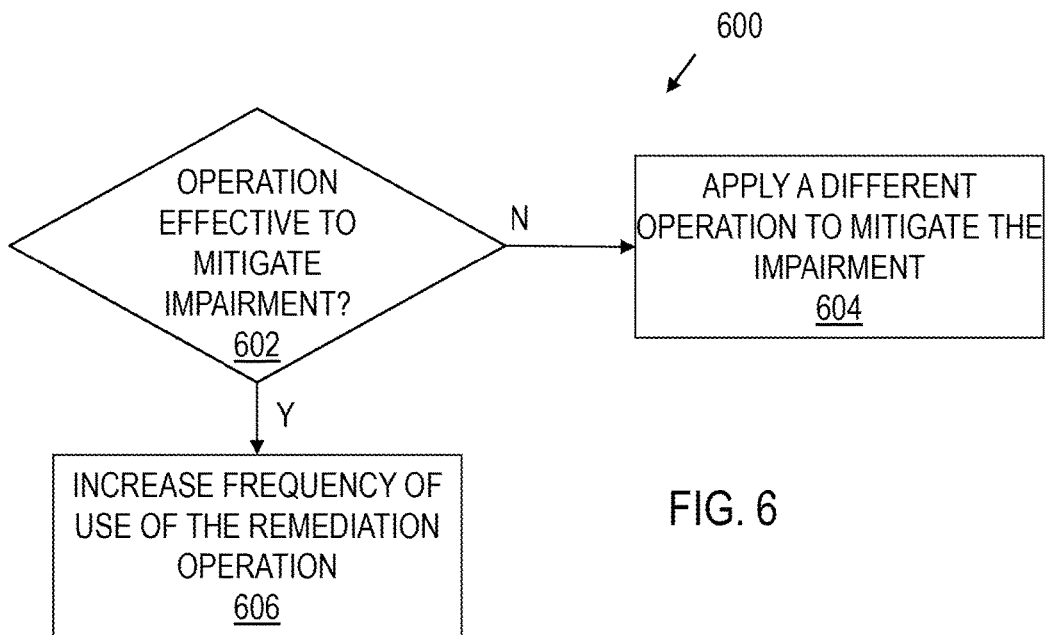 600
OPERATION
EFFECTIVE TO
MITIGATE
IMPAIRMENT?
602
N
APPLY A DIFFERENT
OPERATION TO MITIGATE THE
IMPAIRMENT
604
Y
INCREASE FREQUENCY OF
USE OF THE REMEDIATION
OPERATION
606
FIG. 6